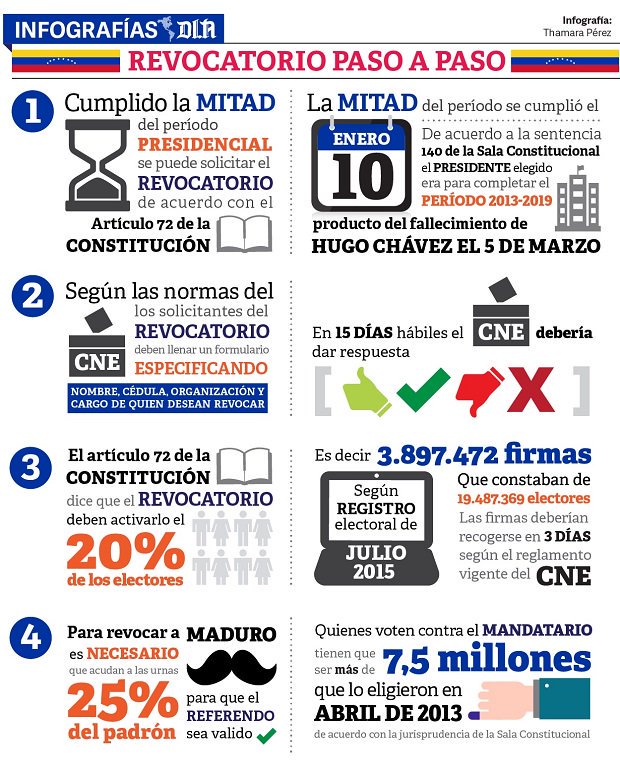 INFOGRAFÍAS DLN
Infografía:
Thamara Pérez
REVOCATORIO PASO A PASO
1
Cumplido la MITAD
del período
PRESIDENCIAL
se puede solicitar el
REVOCATORIO
de acuerdo con el
Artículo 72 de la
CONSTITUCIÓN
La MITAD del período se cumplió el
ENERO
10
De acuerdo a la sentencia
140 de la Sala Constitucional
el PRESIDENTE elegido
era para completar el
PERÍODO 2013-2019
producto del fallecimiento de
HUGO CHÁVEZ EL 5 DE MARZO
2
Según las normas del
los solicitantes del
REVOCATORIO
deben llenar un formulario
ESPECIFICANDO
CNE
NOMBRE, CÉDULA, ORGANIZACIÓN Y
CARGO DE QUIEN DESEAN REVOCAR
En 15 DÍAS hábiles el CNE debería
dar respuesta
3
El artículo 72 de la
CONSTITUCIÓN
dice que el REVOCATORIO
deben activarlo el
20%
de los electores
Es decir 3.897.472 firmas
Según
REGISTRO
electoral de
JULIO
2015
Que constaban de
19.487.369 electores
Las firmas deberían
recogerse en 3 DÍAS
según el reglamento
vigente del CNE
4
Para revocar a MADURO
es NECESARIO
que acudan a las urnas
25%
del padrón
para que el
REFERENDO
sea valido
Quienes voten contra el MANDATARIO
tienen que
ser más de 7,5 millones
que lo eligieron en
ABRIL DE 2013
de acuerdo con la jurisprudencia de la Sala Constitucional